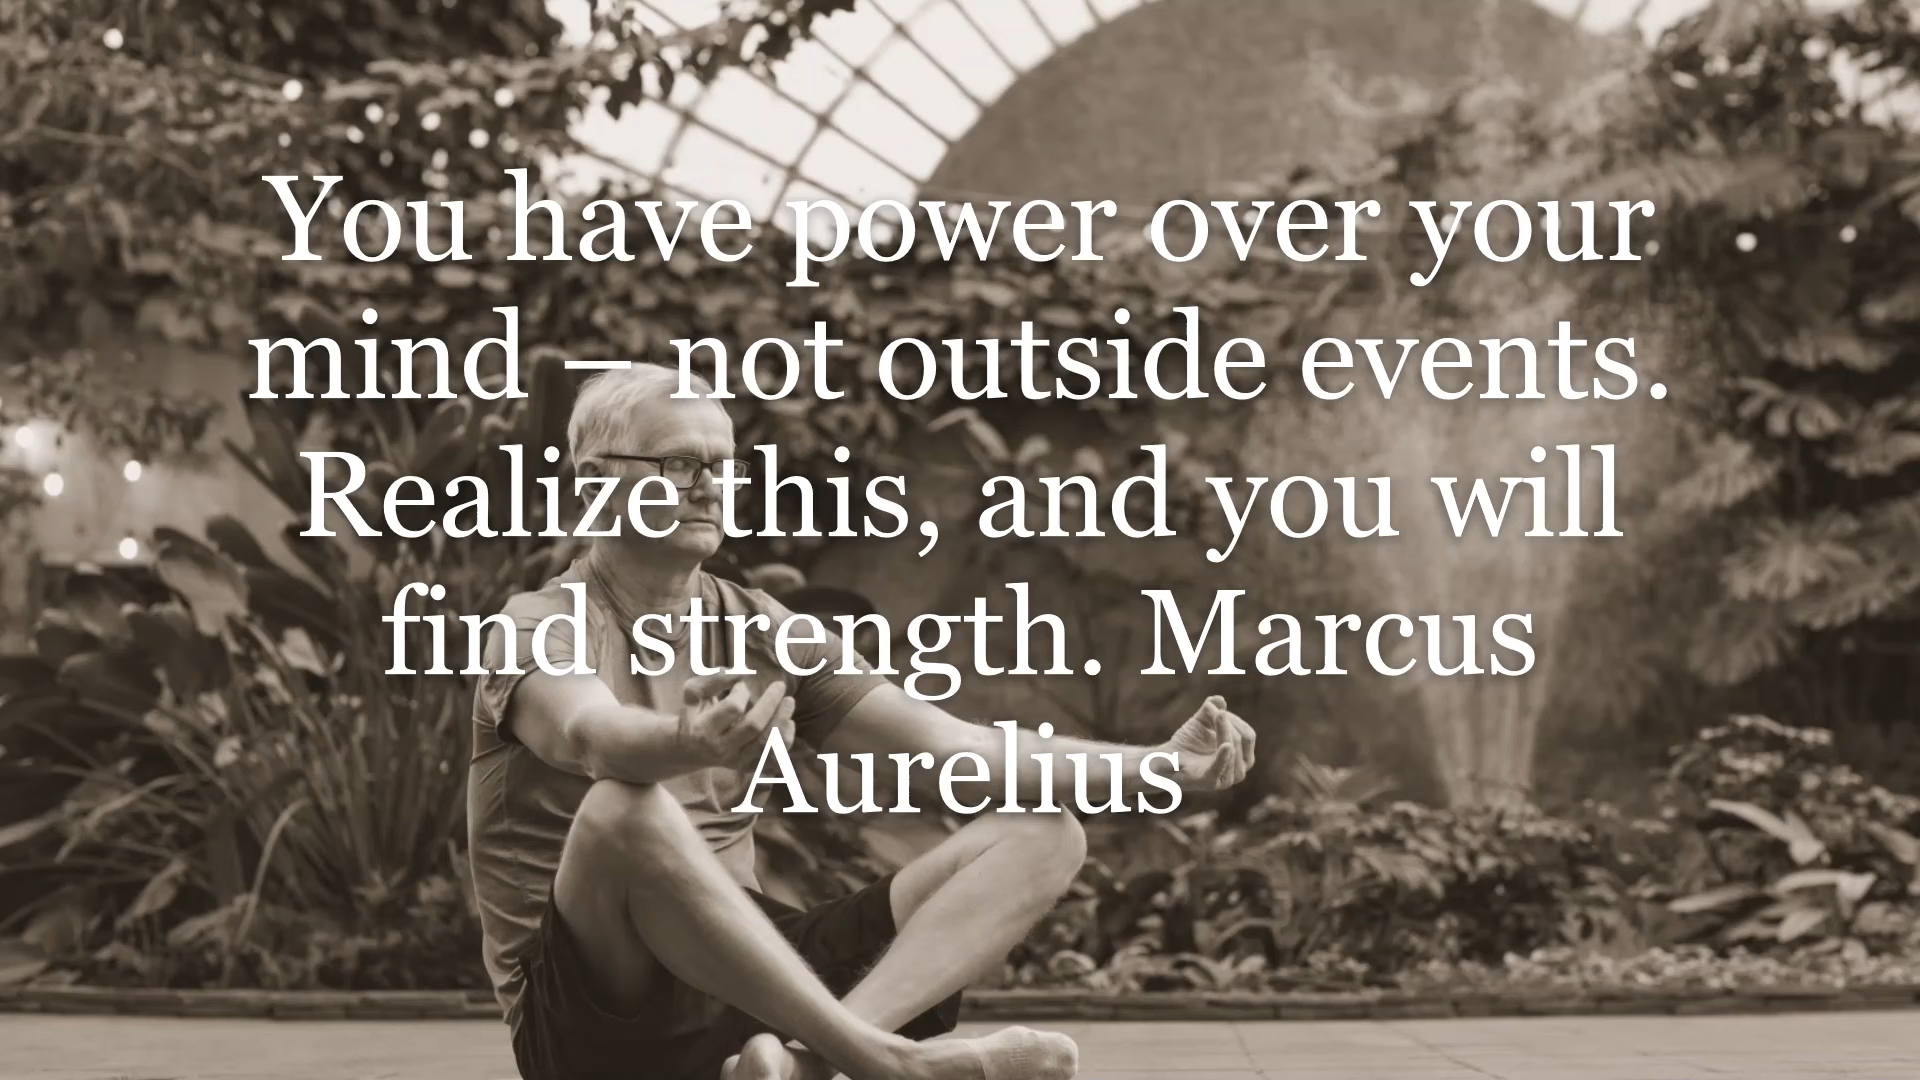 You have power over your
mind – not outside events.
Realize this, and you will
find strength. Marcus
Aurelius